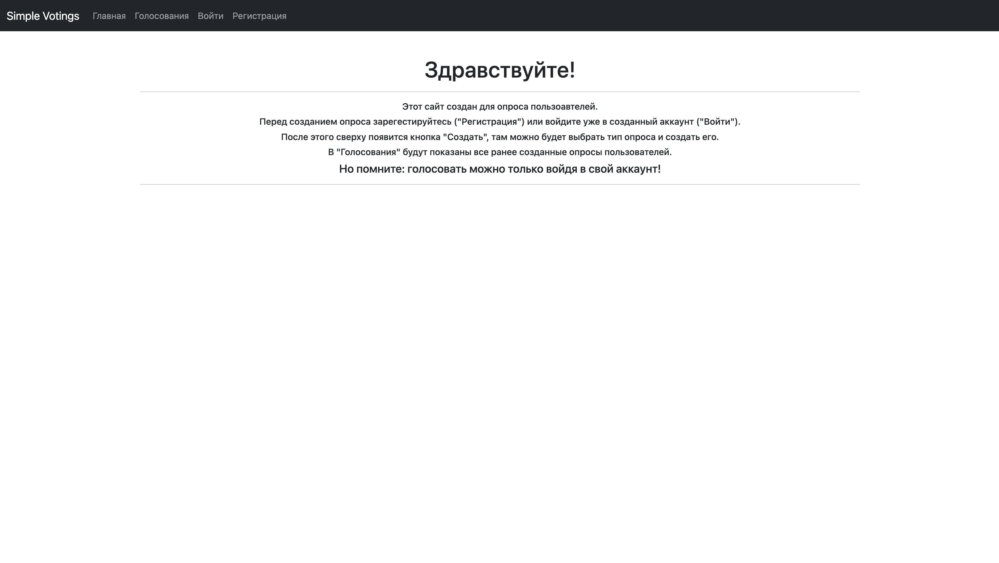 Simple Votings Главная Голосования Войти Регистрация
Здравствуйте!
Этот сайт создан для опроса пользоавтелей.
Перед созданием опроса зарегестируйтесь ("Регистрация") или войдите уже в созданный аккаунт ("Войти").
После этого сверху появится кнопка "Создать", там можно будет выбрать тип опроса и создать его.
В "Голосования" будут показаны все ранее созданные опросы пользователей.
Но помните: голосовать можно только войдя в свой аккаунт!